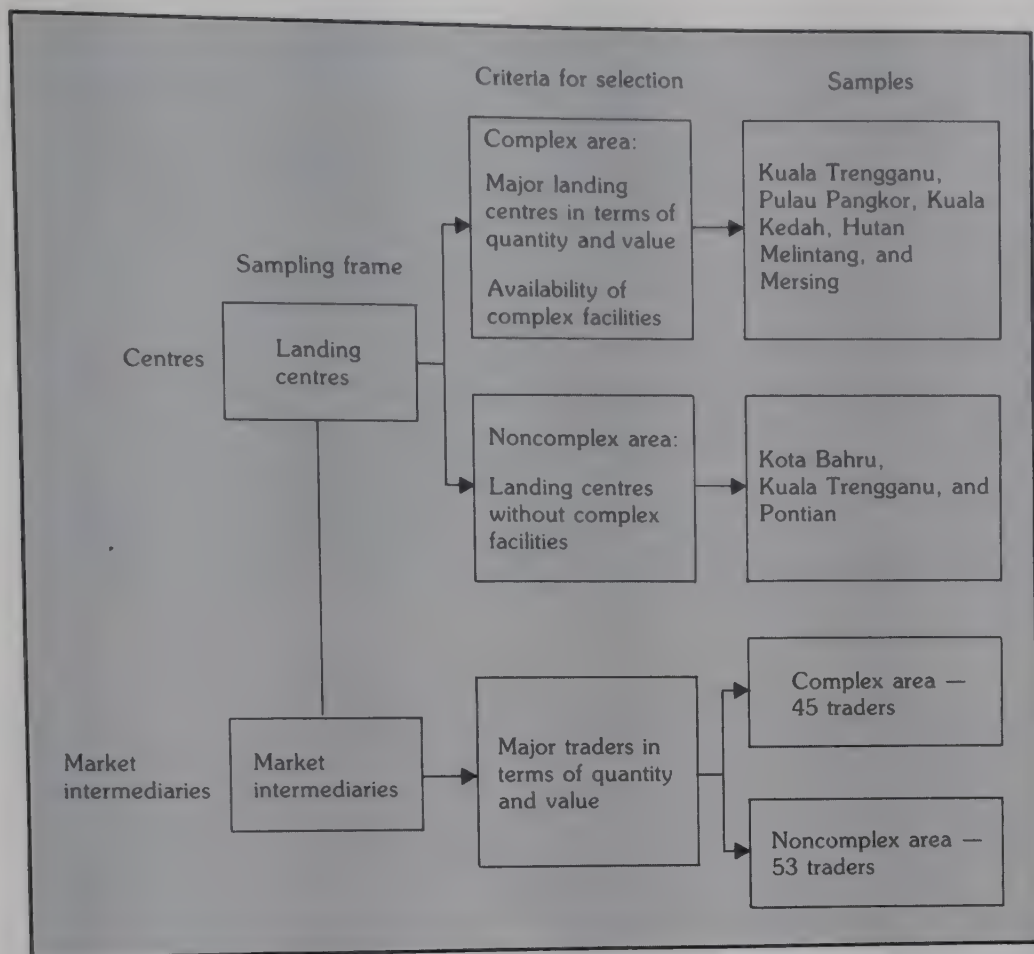 Criteria for selection
Samples
Sampling frame
Centres
Landing
centres
Complex area:
Major landing
centres in terms of
quantity and value
Availability of
complex facilities
Kuala Trengganu,
Pulau Pangkor, Kuala
Kedah, Hutan
Melintang, and
Mersing
Noncomplex area:
Landing centres
without complex
facilities
Kota Bahru,
Kuala Trengganu, and
Pontian
Market
intermediaries
Market
intermediaries
Major traders in
terms of quantity
and value
Complex area —
45 traders
Noncomplex area —
53 traders